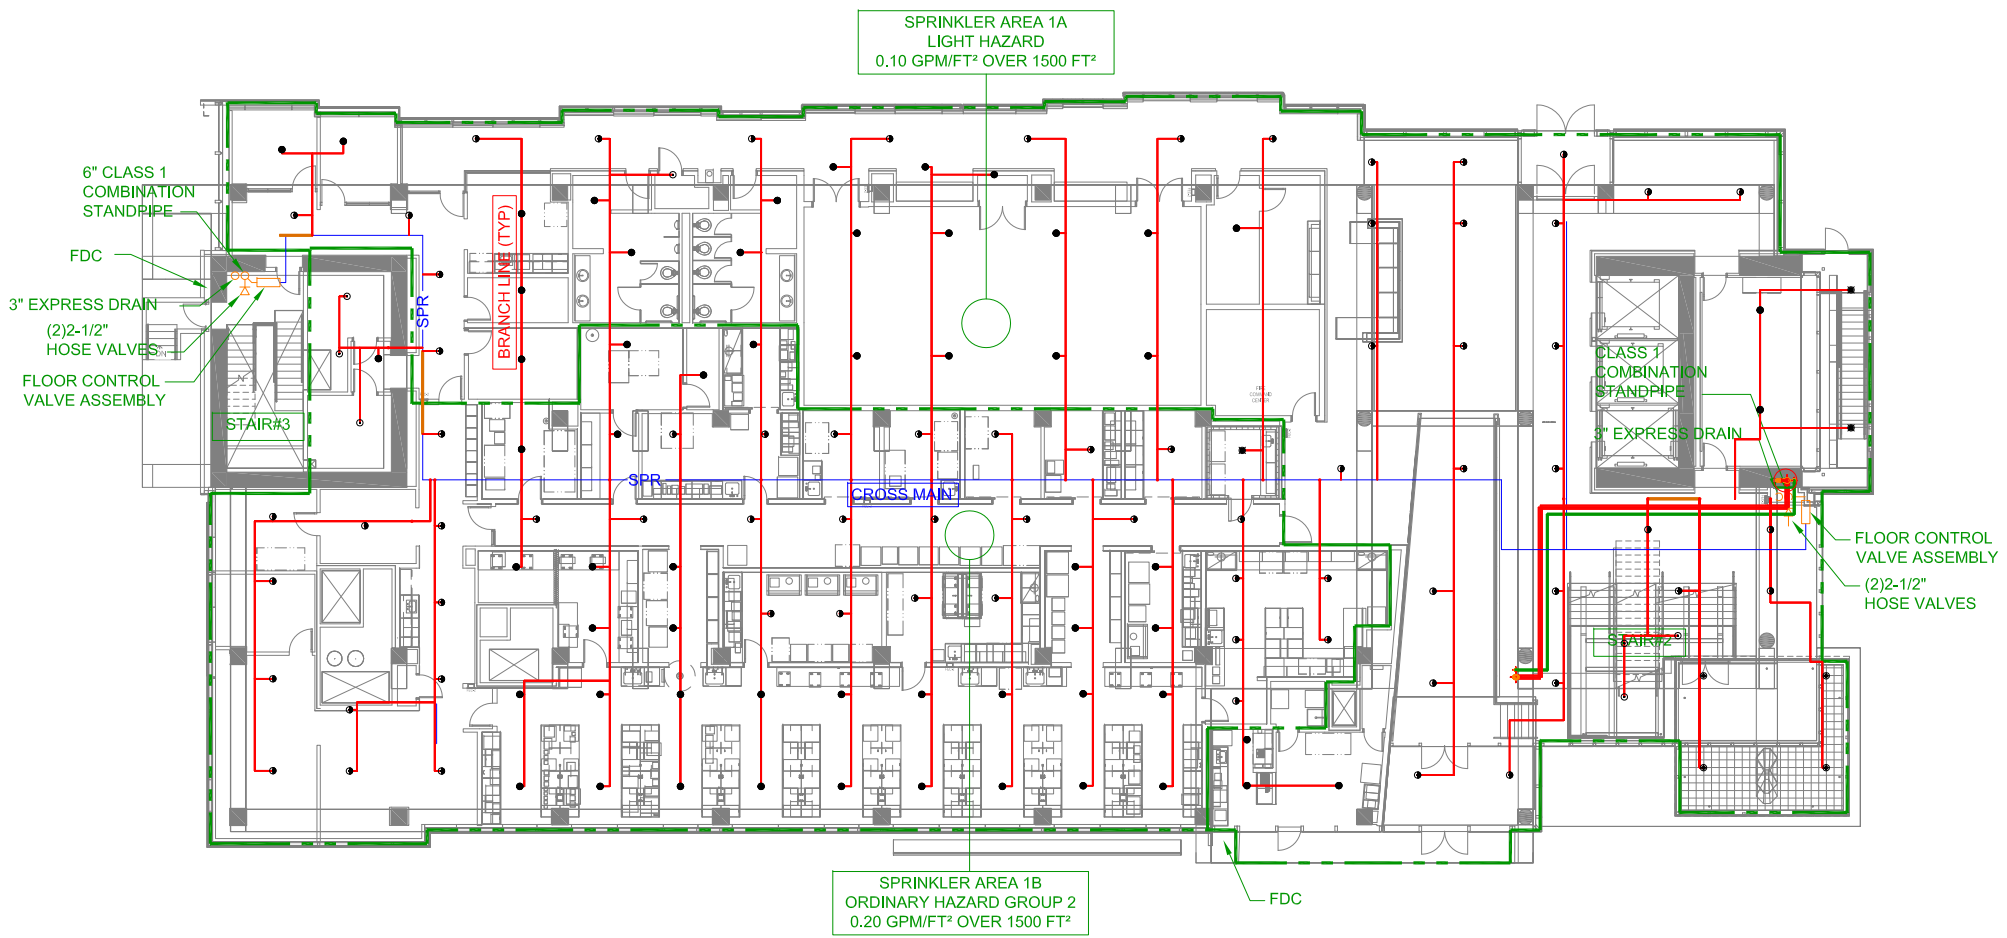 SPRINKLER AREA 1A
LIGHT HAZARD
0.10 GPM/FT² OVER 1500 FT²
6" CLASS 1
COMBINATION
STANDPIPE
FDC
3" EXPRESS DRAIN
(2)2-1/2"
HOSE VALVES
FLOOR CONTROL
VALVE ASSEMBLY
STAIR#3
SPR
BRANCH LINE (TYP)
SPR
CROSS MAIN
FIRE
COMMAND
CENTER
CLASS 1
COMBINATION
STANDPIPE
3" EXPRESS DRAIN
FLOOR CONTROL
VALVE ASSEMBLY
(2)2-1/2"
HOSE VALVES
STAIR#2
SPRINKLER AREA 1B
ORDINARY HAZARD GROUP 2
0.20 GPM/FT² OVER 1500 FT²
FDC